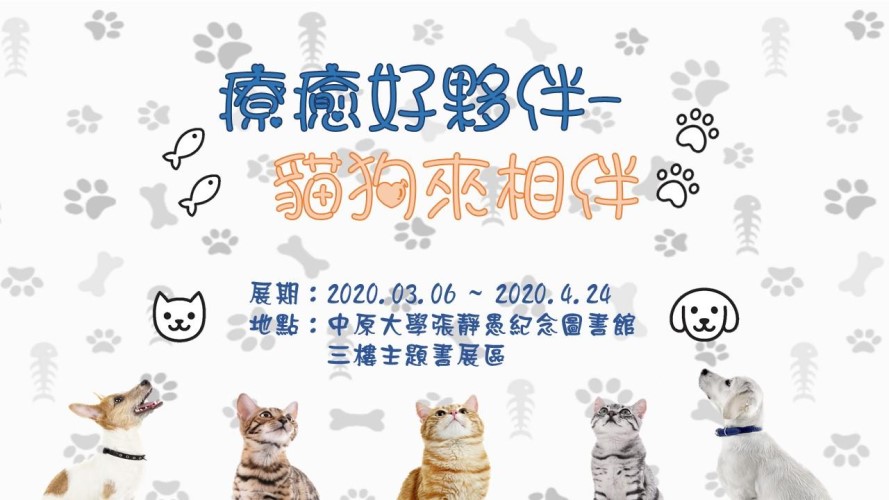 療癒好夥伴-
貓狗來相伴
展期：2020.03.06 ~ 2020.4.24
地點：中原大學張靜愚紀念圖書館
三樓主題書展區